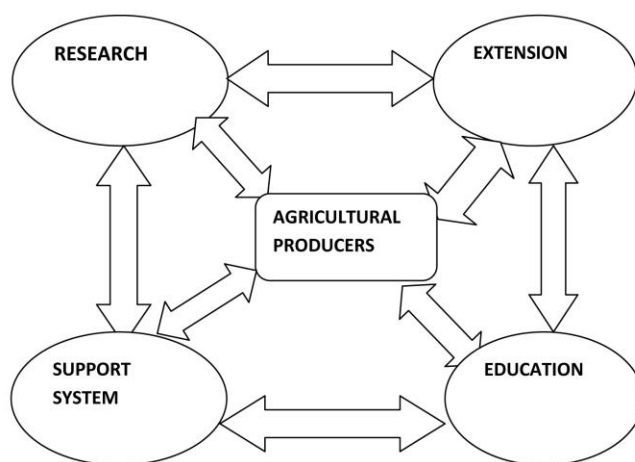 RESEARCH
EXTENSION
AGRICULTURAL
PRODUCERS
SUPPORT
SYSTEM
EDUCATION